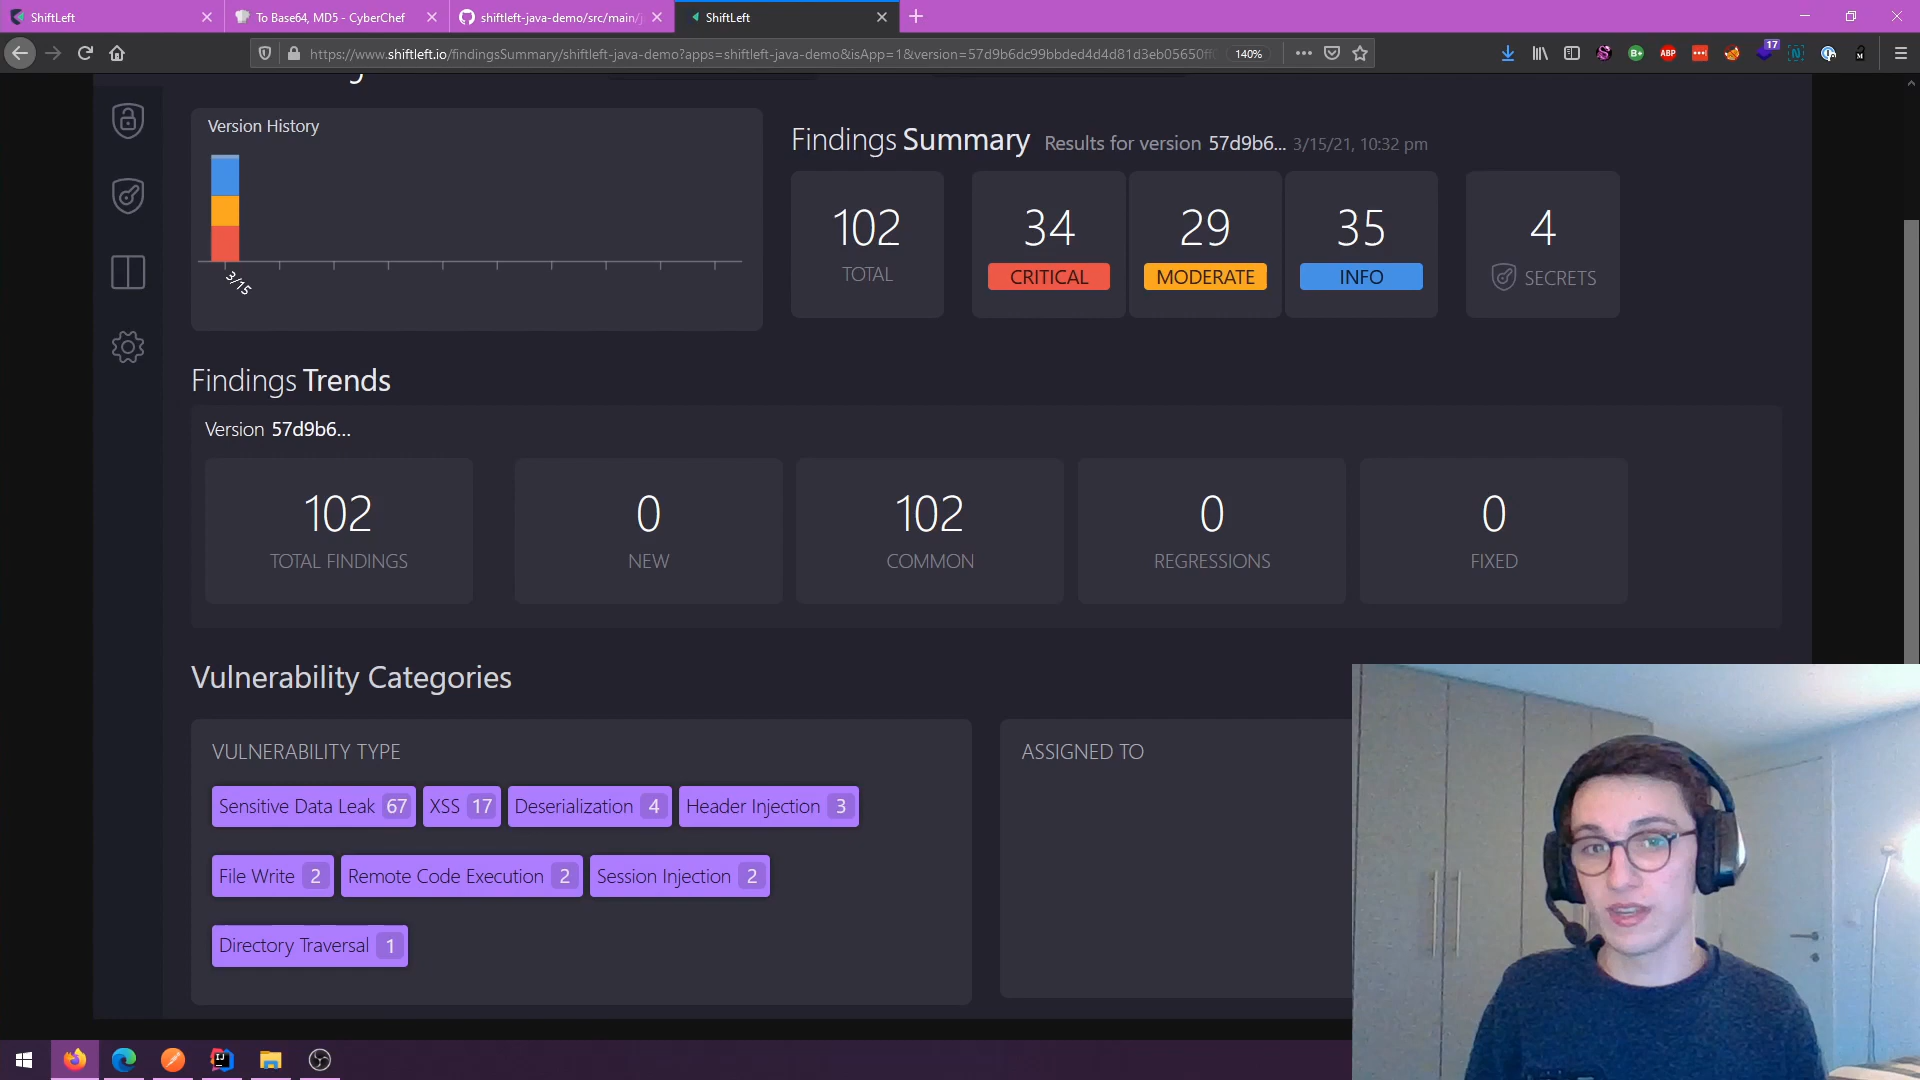 ShiftLeft
To Base64, MD5 - CyberChef
shiftleft-java-demo/src/main/j
ShiftLeft
https://www.shiftleft.io/findingsSummary/shiftleft-java-demo?apps=shiftleft-java-demo&isApp=1&version=57d9b6dc99bbded4d4d81d3eb05650ff
140%
ABP
17
Version History
3/15
Findings Summary
Results for version 57d9b6... 3/15/21, 10:32 pm
102
TOTAL
34
CRITICAL
29
MODERATE
35
INFO
4
SECRETS
Findings Trends
Version 57d9b6...
102
TOTAL FINDINGS
0
NEW
102
COMMON
0
REGRESSIONS
0
FIXED
Vulnerability Categories
VULNERABILITY TYPE
Sensitive Data Leak 67
XSS 17
Deserialization 4
Header Injection 3
File Write 2
Remote Code Execution 2
Session Injection 2
Directory Traversal 1
ASSIGNED TO